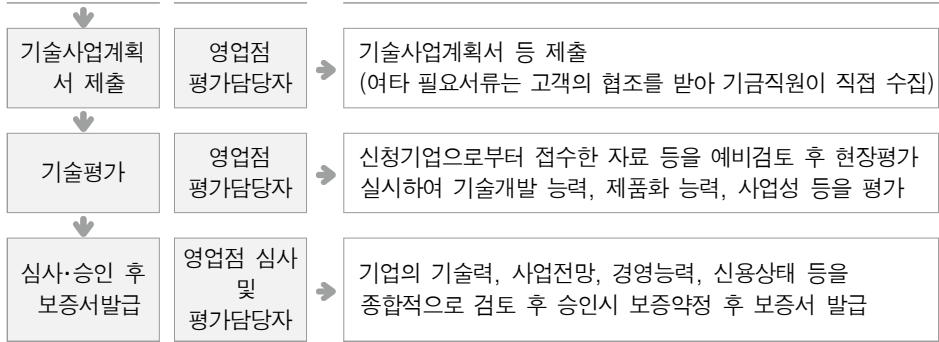 기술사업계획
서 제출
영업점
평가담당자
기술사업계획서 등 제출
(여타 필요서류는 고객의 협조를 받아 기금직원이 직접 수집)
기술평가
영업점
평가담당자
신청기업으로부터 접수한 자료 등을 예비검토 후 현장평가
실시하여 기술개발 능력, 제품화 능력, 사업성 등을 평가
심사·승인 후
보증서발급
영업점 심사
및
평가담당자
기업의 기술력, 사업전망, 경영능력, 신용상태 등을
종합적으로 검토 후 승인시 보증약정 후 보증서 발급